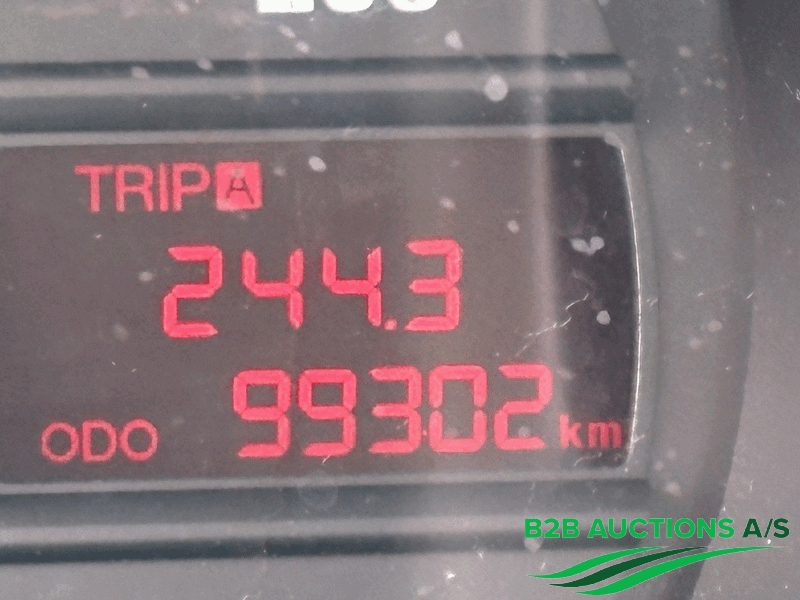 TRIP A
244.3
ODO 99302 km
B2B AUCTIONS A/S